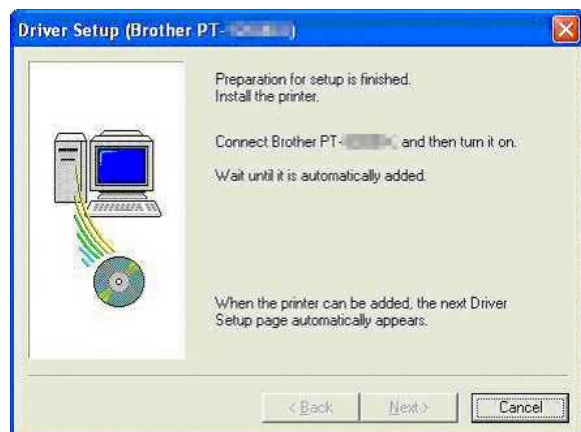 Driver Setup (Brother PT- )
Preparation for setup is finished.
Install the printer.
Connect Brother PT- , and then turn it on.
Wait until it is automatically added.
When the printer can be added, the next Driver
Setup page automatically appears.
< Back
Next >
Cancel